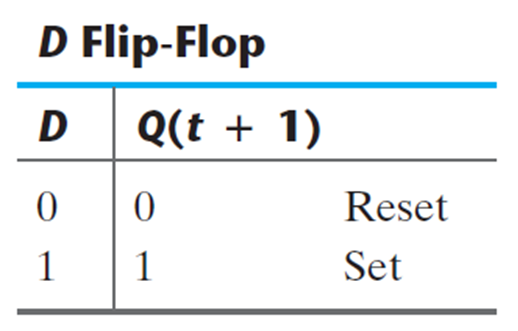 D Flip-Flop
D Q(t + 1)
0 0 Reset
1 1 Set